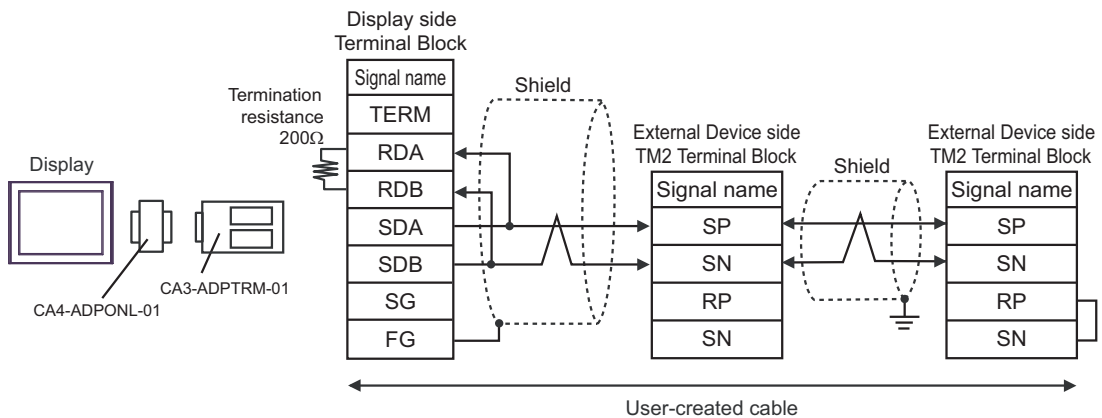 Display side
Terminal Block
Signal name
TERM
RDA
RDB
SDA
SDB
SG
FG
Termination
resistance
200Ω
Shield
Display
CA4-ADPONL-01
CA3-ADPTRM-01
External Device side
TM2 Terminal Block
Signal name
SP
SN
RP
SN
Shield
External Device side
TM2 Terminal Block
Signal name
SP
SN
RP
SN
User-created cable